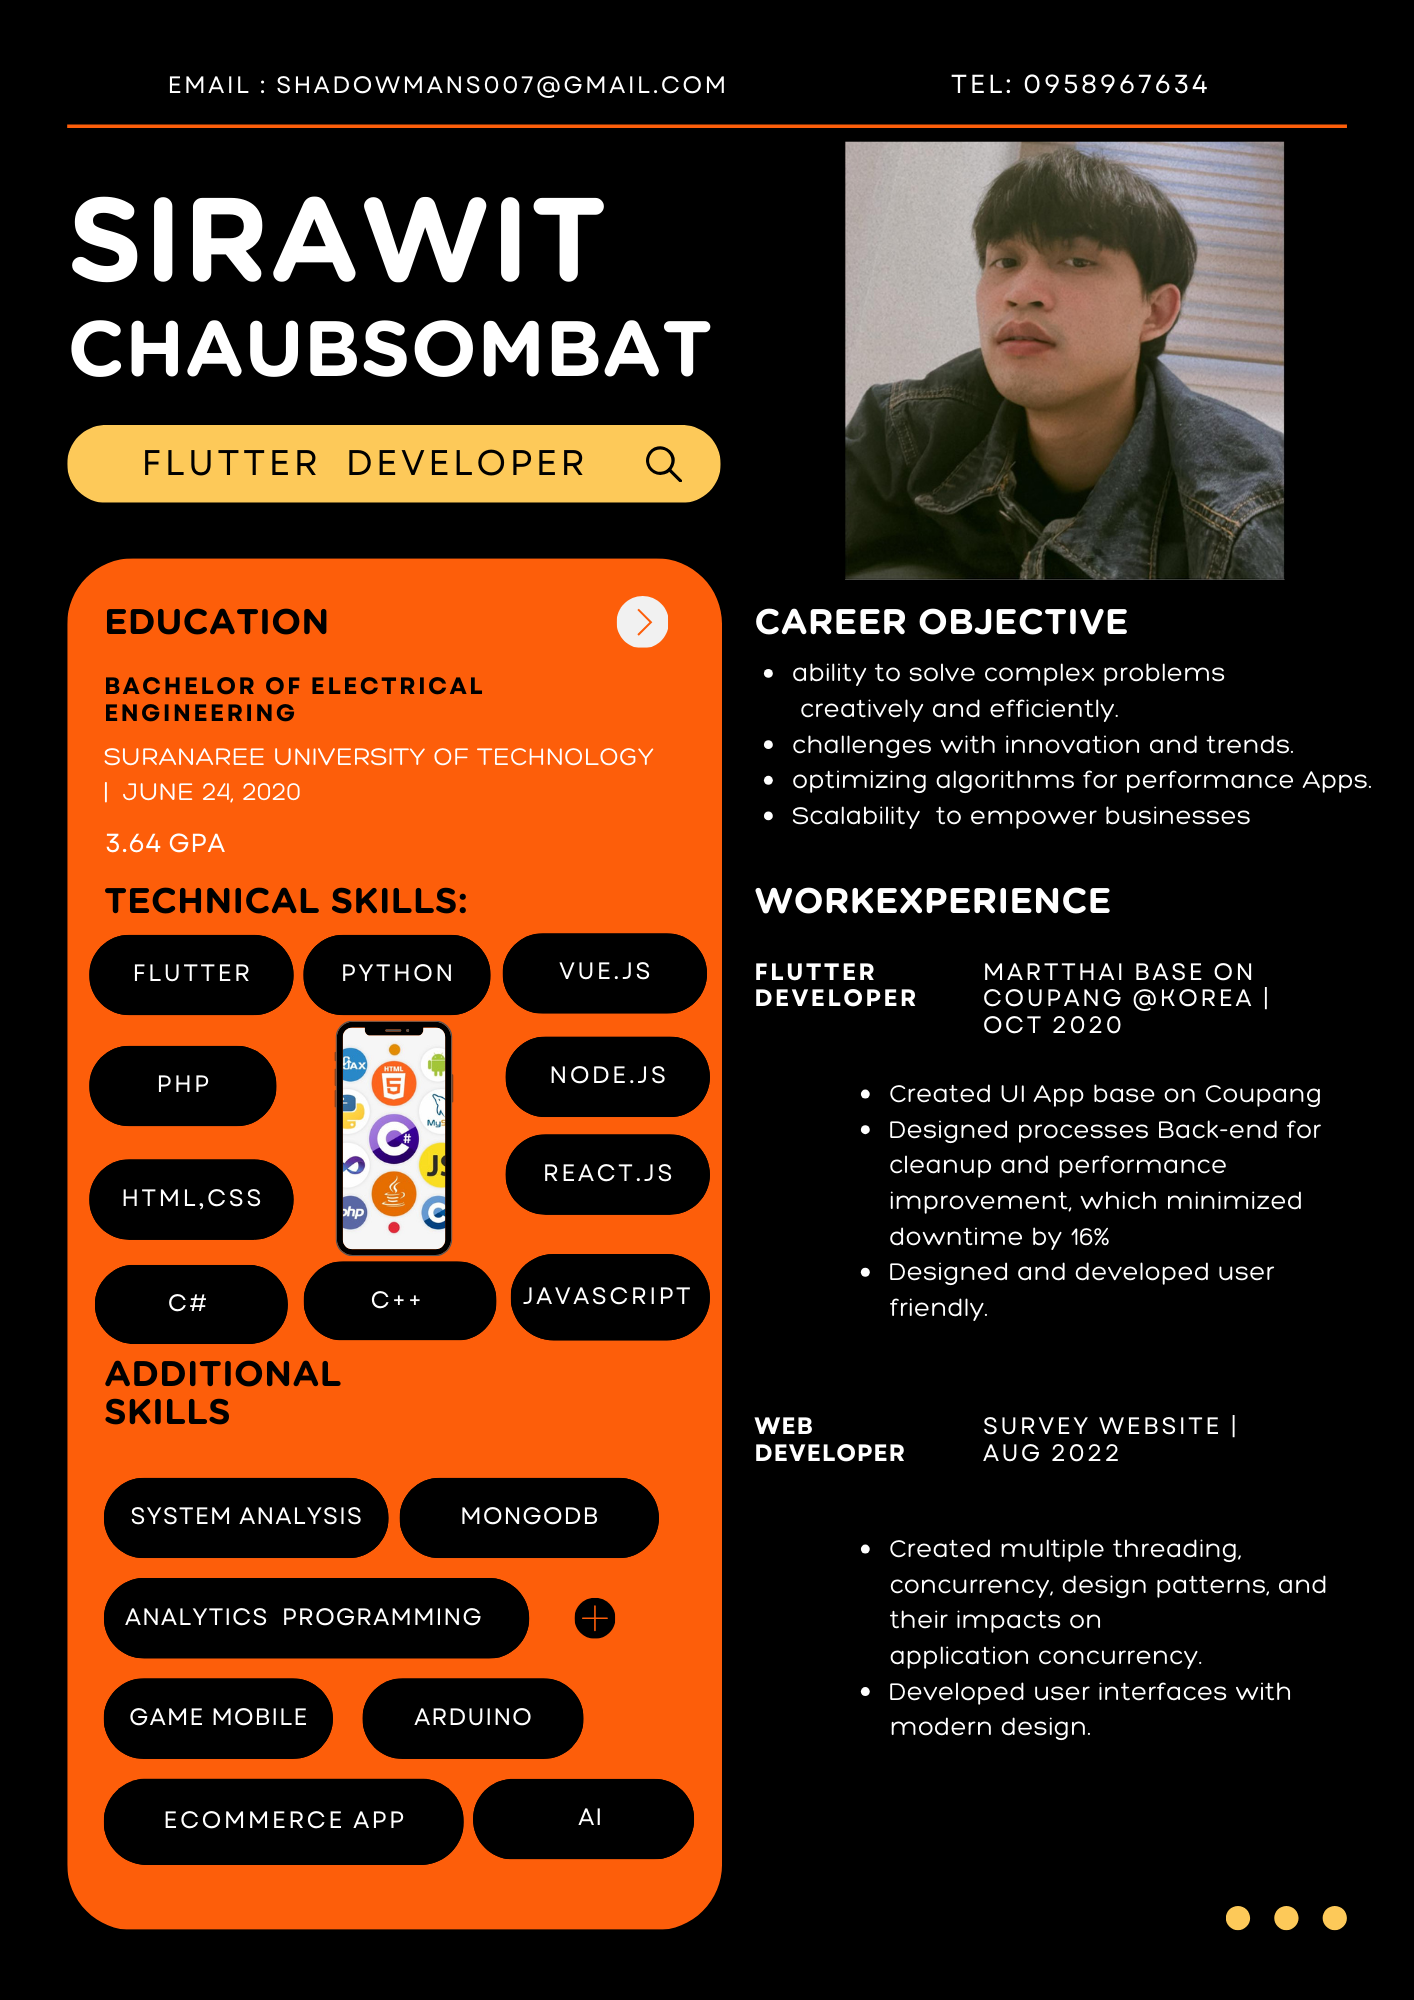 EMAIL : SHADOWMANS007@GMAIL.COM
TEL: 0958967634
SIRAWIT
CHAUBSOMBAT
FLUTTER DEVELOPER
EDUCATION
BACHELOR OF ELECTRICAL
ENGINEERING
SURANAREE UNIVERSITY OF TECHNOLOGY
| JUNE 24, 2020
3.64 GPA
TECHNICAL SKILLS:
FLUTTER
PYTHON
VUE.JS
PHP
NODE.JS
REACT.JS
HTML,CSS
C#
C++
JAVASCRIPT
HTML
5
C#
JS
php
ADDITIONAL
SKILLS
SYSTEM ANALYSIS
MONGODB
ANALYTICS PROGRAMMING
GAME MOBILE
ARDUINO
ECOMMERCE APP
AI
CAREER OBJECTIVE
• ability to solve complex problems
creatively and efficiently.
• challenges with innovation and trends.
• optimizing algorithms for performance Apps.
• Scalability to empower businesses
WORKEXPERIENCE
FLUTTER
DEVELOPER
MARTTHAI BASE ON
COUPANG @KOREA |
OCT 2020
• Created UI App base on Coupang
• Designed processes Back-end for
cleanup and performance
improvement, which minimized
downtime by 16%
• Designed and developed user
friendly.
WEB
DEVELOPER
SURVEY WEBSITE |
AUG 2022
• Created multiple threading,
concurrency, design patterns, and
their impacts on
application concurrency.
• Developed user interfaces with
modern design.